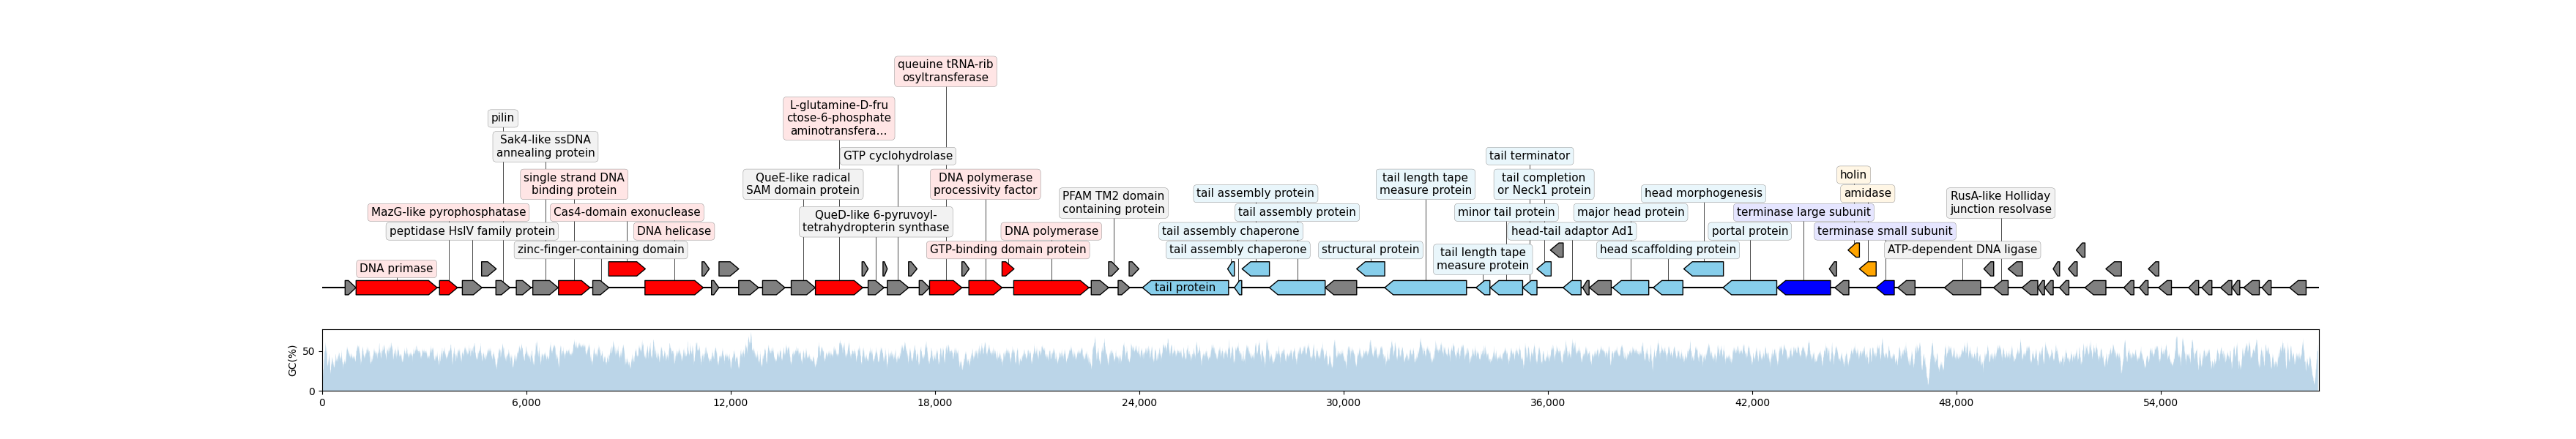 queuine tRNA-rib
osyltransferase
L-glutamine-D-fru
ctose-6-phosphate
aminotransfera...
pilin
Sak4-like ssDNA
annealing protein
GTP cyclohydrolase
tail terminator
single strand DNA
binding protein
QueE-like radical
SAM domain protein
DNA polymerase
processivity factor
PFAM TM2 domain
containing protein
tail assembly protein
tail length tape
measure protein
tail completion
or Neck1 protein
head morphogenesis
holin
amidase
RusA-like Holliday
junction resolvase
MazG-like pyrophosphatase
Cas4-domain exonuclease
QueD-like 6-pyruvoyl-
tetrahydropterin synthase
tail assembly protein
minor tail protein
major head protein
terminase large subunit
peptidase HslV family protein
DNA helicase
DNA polymerase
tail assembly chaperone
head-tail adaptor Ad1
portal protein
terminase small subunit
zinc-finger-containing domain
GTP-binding domain protein
tail assembly chaperone
structural protein
tail length tape
measure protein
head scaffolding protein
ATP-dependent DNA ligase
DNA primase
tail protein
GC(%)
50
0
0
6,000
12,000
18,000
24,000
30,000
36,000
42,000
48,000
54,000